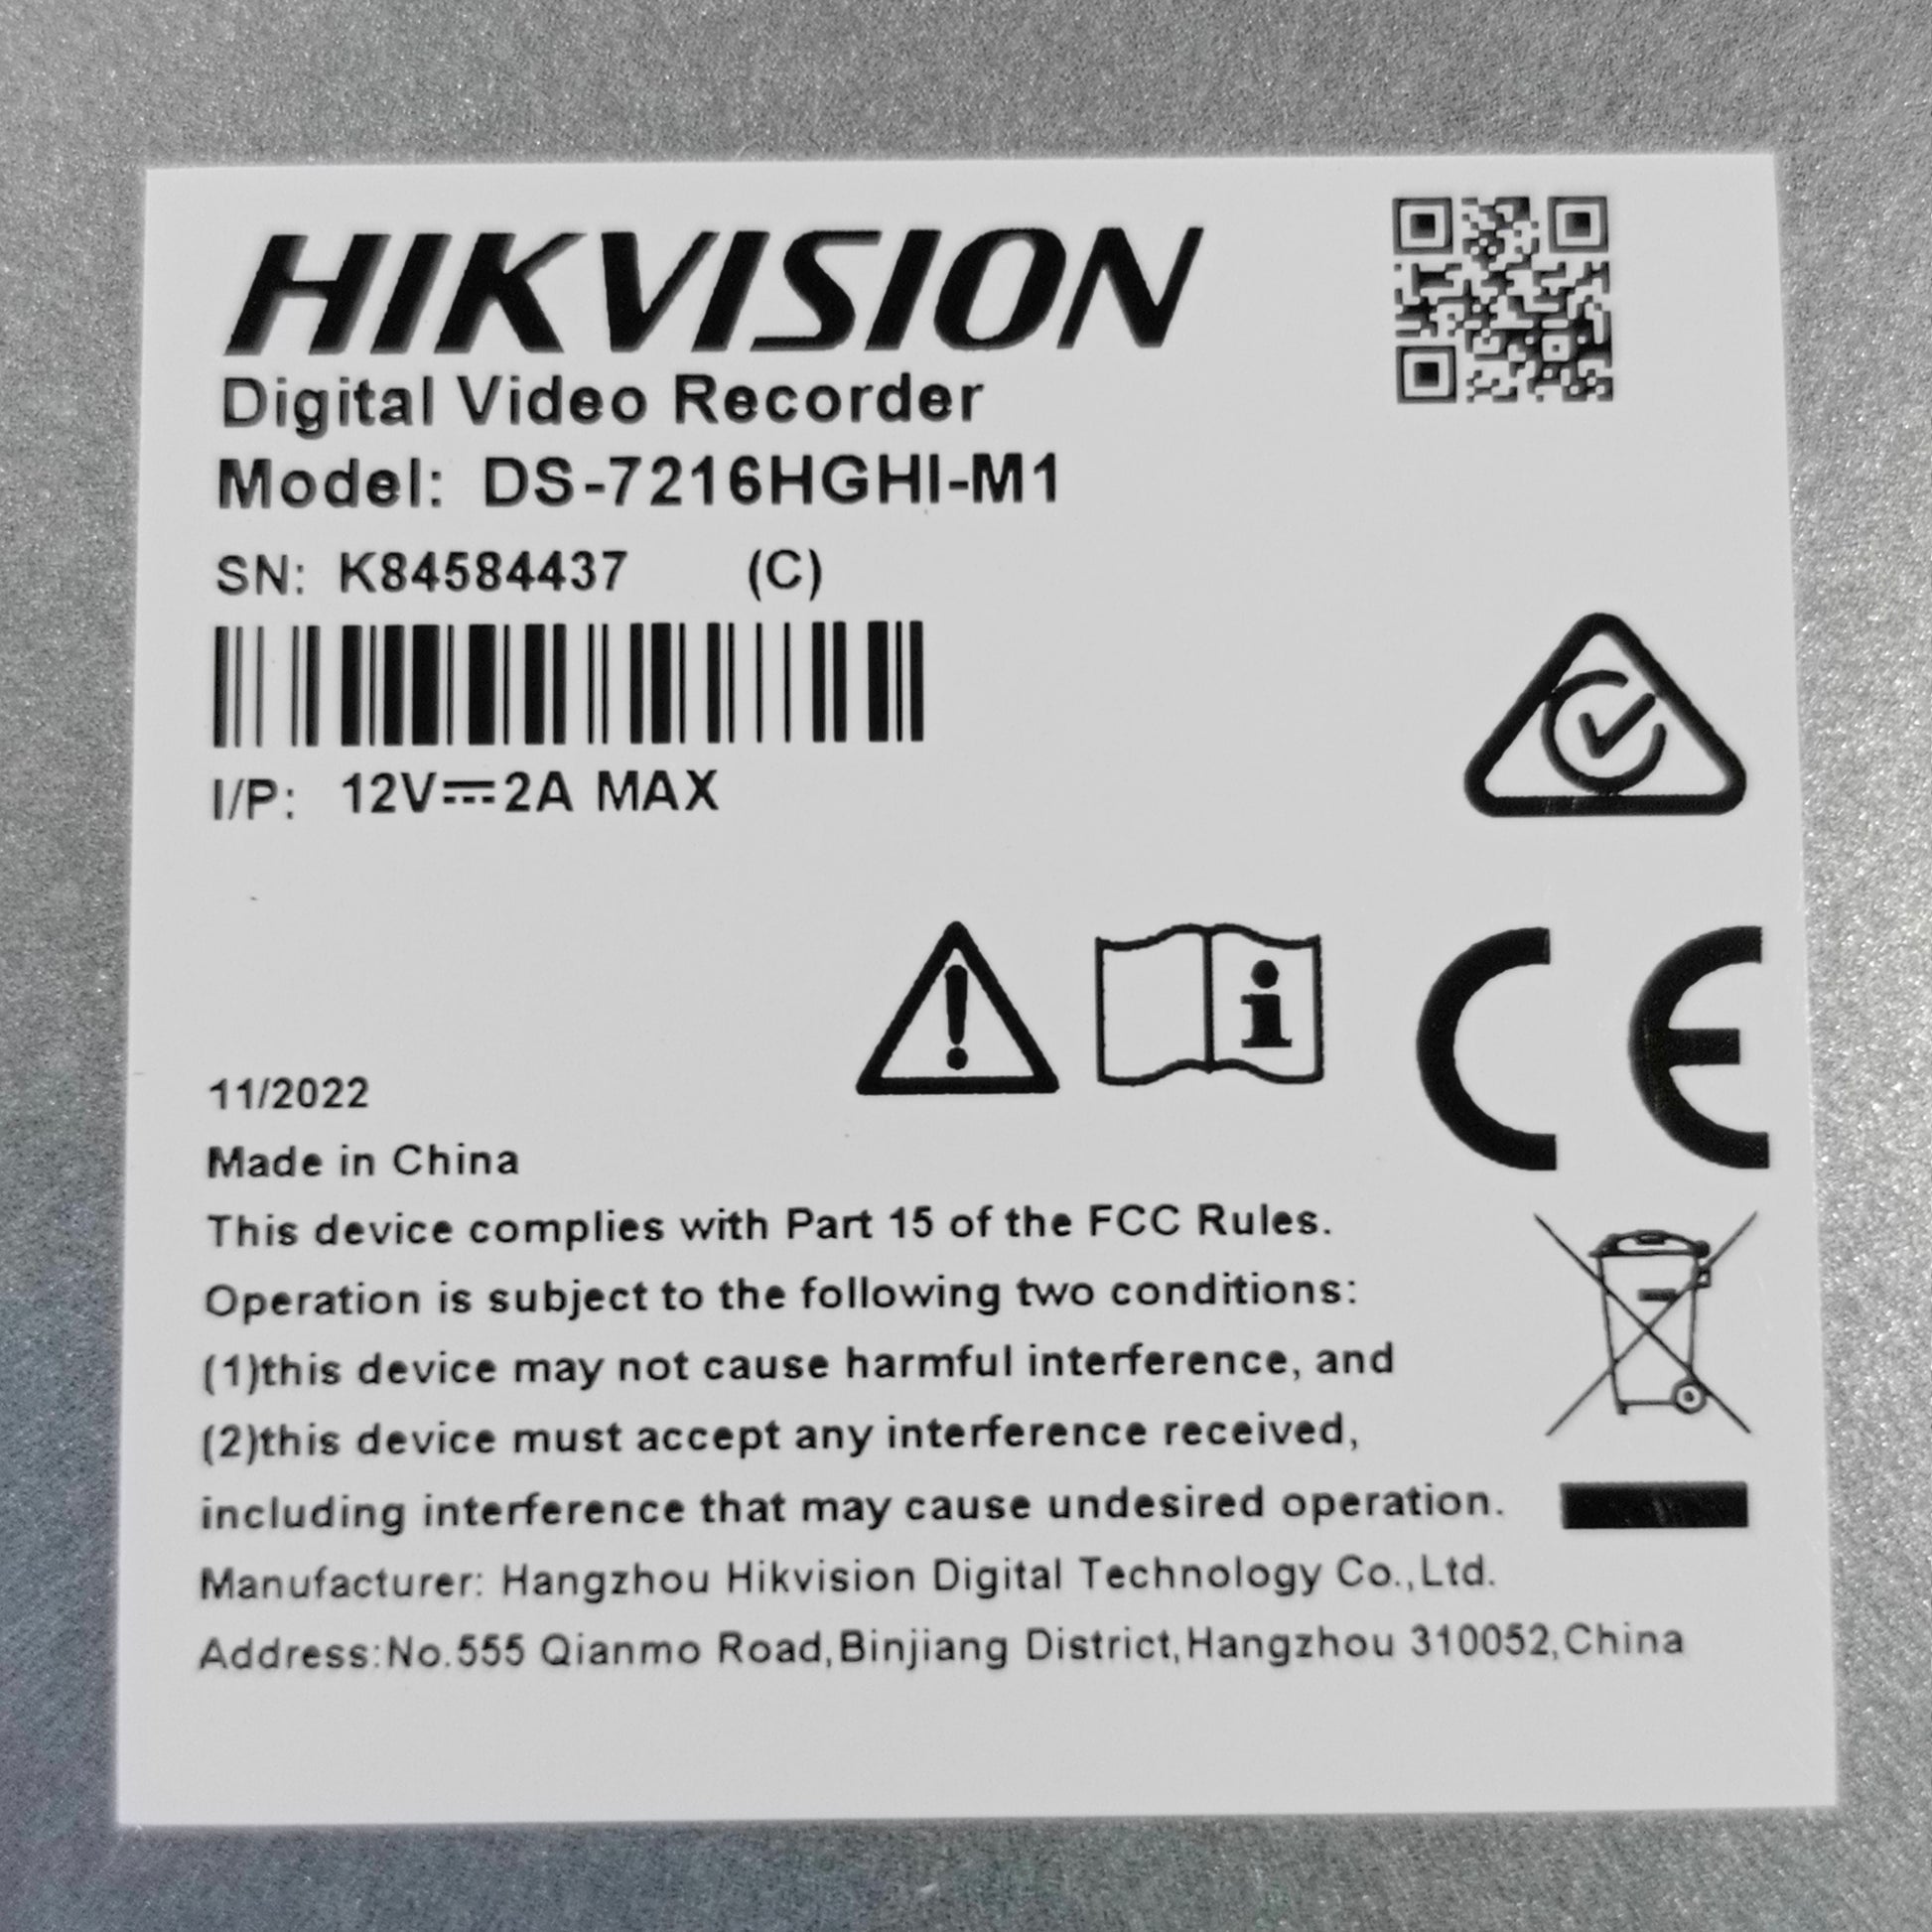 HIKVISION
Digital Video Recorder
Model: DS-7216HGHI-M1
SN: K84584437 (C)
I/P: 12V⎓2A MAX
CE
11/2022
Made in China
This device complies with Part 15 of the FCC Rules.
Operation is subject to the following two conditions:
(1)this device may not cause harmful interference, and
(2)this device must accept any interference received,
including interference that may cause undesired operation.
Manufacturer: Hangzhou Hikvision Digital Technology Co.,Ltd.
Address:No.555 Qianmo Road,Binjiang District,Hangzhou 310052,China